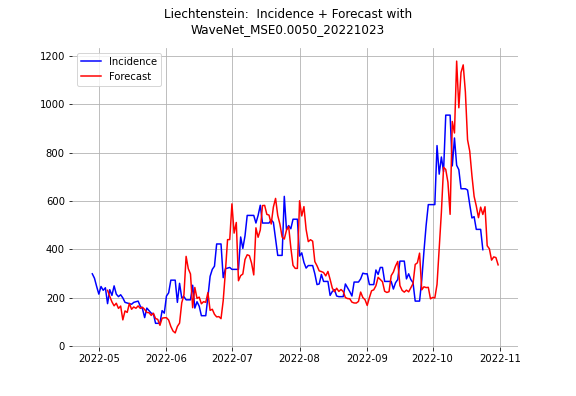 Liechtenstein:  Incidence + Forecast with
WaveNet_MSE0.0050_20221023
Incidence
Forecast
1200
1000
800
600
400
200
0
2022-05 2022-06 2022-07 2022-08 2022-09 2022-10 2022-11